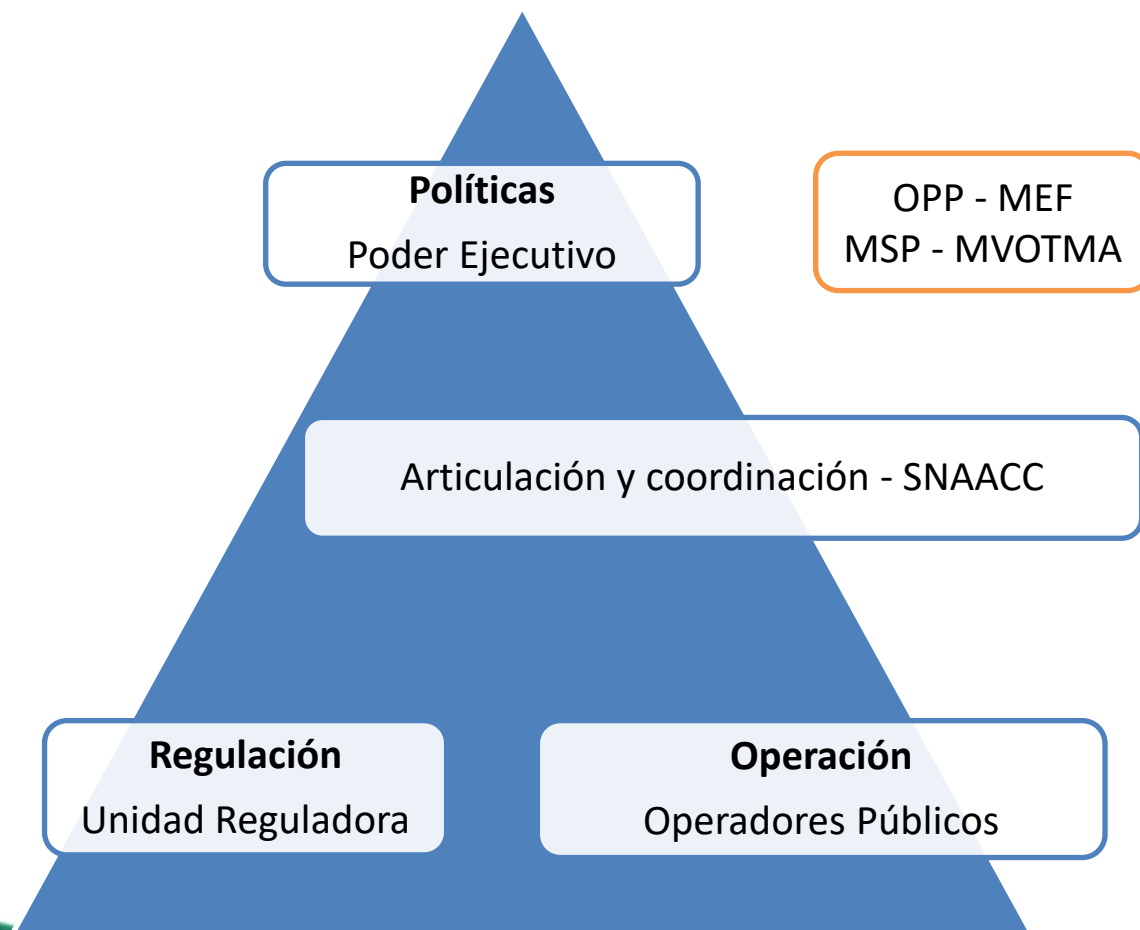 Políticas
Poder Ejecutivo
OPP - MEF
MSP - MVOTMA
Articulación y coordinación - SNAACC
Regulación
Unidad Reguladora
Operación
Operadores Públicos